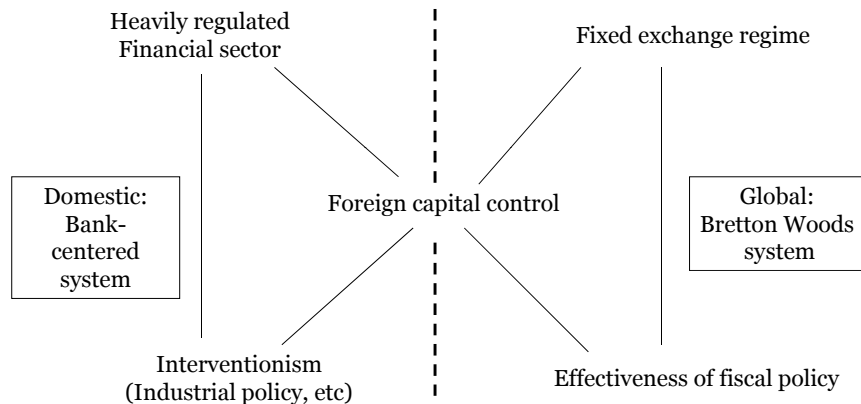 Heavily regulated
Financial sector
Fixed exchange regime
Domestic:
Bank-
centered
system
Foreign capital control
Global:
Bretton Woods
system
Interventionism
(Industrial policy, etc)
Effectiveness of fiscal policy